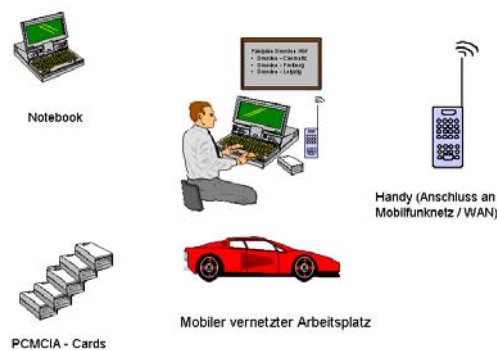 Fahrpläne Dresden Hbf
• Dresden - Chemnitz
• Dresden - Freiberg
• Dresden - Leipzig
Notebook
Handy (Anschluss an
Mobilfunknetz / WAN)
Mobiler vernetzter Arbeitsplatz
PCMCIA - Cards